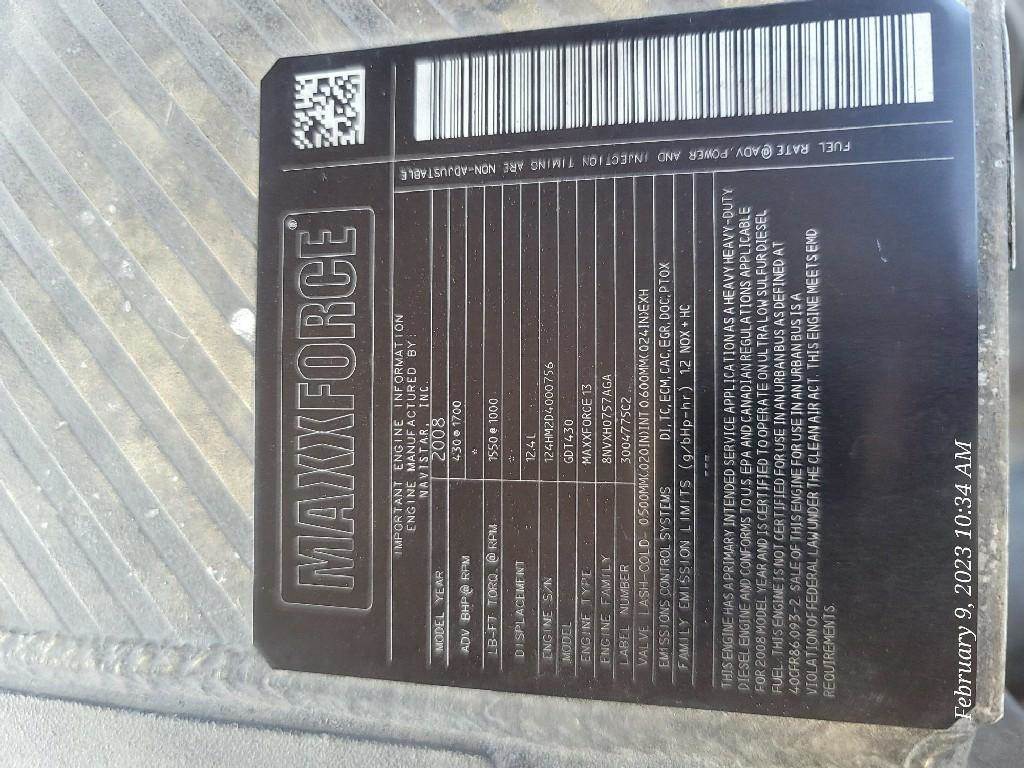 MAXXFORCE®
IMPORTANT ENGINE INFORMATION
ENGINE MANUFACTURED BY:
NAVISTAR, INC.
MODEL YEAR 2008
ADV BHP@RPM 430@1700
*
LB-FT TORQ @ RPM 1550@1000
DISPLACEMENT 12.4L
ENGINE S/N 124HM2D4000736
MODEL GDT430
ENGINE TYPE MAXXFORCE 13
ENGINE FAMILY 8NVXH0757AGA
LABEL NUMBER 3004775C2
VALVE LASH-COLD- 0.500MM(.020IN)INT 0.600MM(.024IN)EXH
EMISSIONS CONTROL SYSTEMS DI, TC, ECM, CAC, EGR, DOC, PTOX
FAMILY EMISSION LIMITS (g/bhp-hr) 1.2 NOX + HC
---
FUEL RATE@ADV.POWER AND INJECTION TIMING ARE NON-ADJUSTABLE
THIS ENGINE HAS A PRIMARY INTENDED SERVICE APPLICATION AS A HEAVY HEAVY-DUTY
DIESEL ENGINE AND CONFORMS TO US EPA AND CANADIAN REGULATIONS APPLICABLE
FOR 2008 MODEL YEAR AND IS CERTIFIED TO OPERATE ON ULTRA LOW SULFUR DIESEL
FUEL. THIS ENGINE IS NOT CERTIFIED FOR USE IN AN URBAN BUS AS DEFINED AT
40CFR86.093-2. SALE OF THIS ENGINE FOR USE IN AN URBAN BUS IS A
VIOLATION OF FEDERAL LAW UNDER THE CLEAN AIR ACT. THIS ENGINE MEETS EMD
REQUIREMENTS.
February 9, 2023 10:34 AM